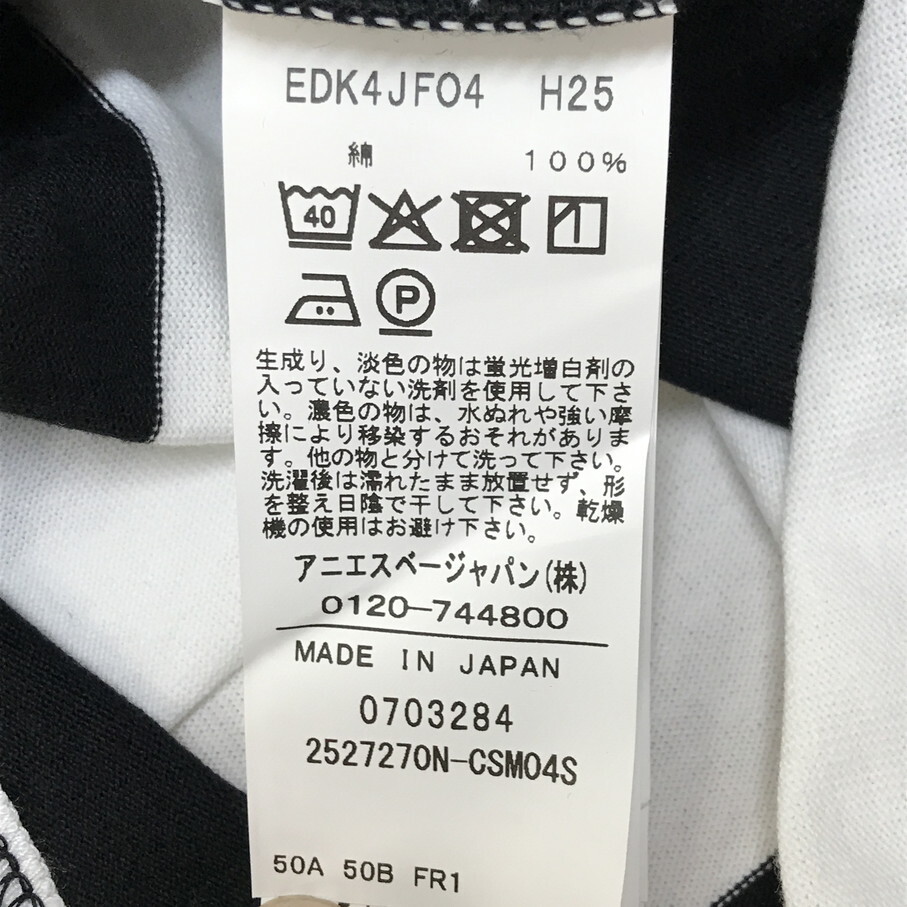 EDK4JF04 H25
綿 100%
40
P
生成り、淡色の物は蛍光増白剤の
入っていない洗剤を使用して下さ
い。濃色の物は、水ぬれや強い摩
擦により移染するおそれがありま
す。他の物と分けて洗って下さい。
洗濯後は濡れたまま放置せず、形
を整え日陰で干して下さい。乾燥
機の使用はお避け下さい。
アニエスベージャパン(株)
0120-744800
MADE IN JAPAN
0703284
2527270N-CSM04S
50A 50B FR1